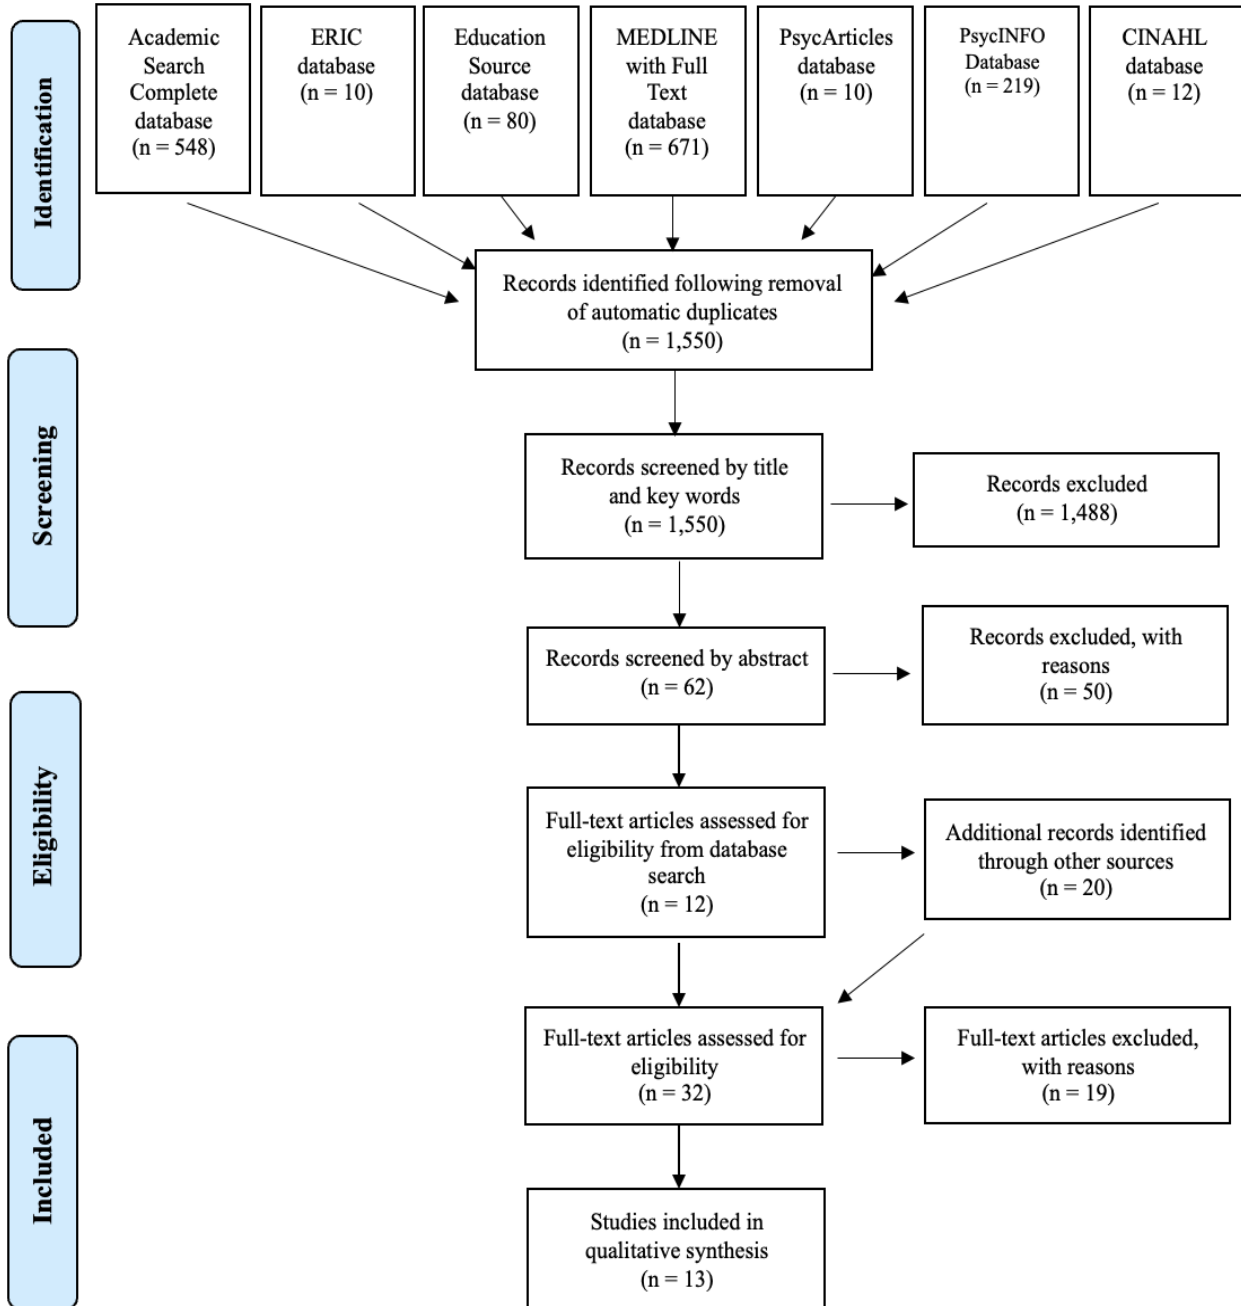 Identification
Academic
Search
Complete
database
(n = 548)
ERIC
database
(n = 10)
Education
Source
database
(n = 80)
MEDLINE
with Full
Text
database
(n = 671)
PsycArticles
database
(n = 10)
PsycINFO
Database
(n = 219)
CINAHL
database
(n = 12)
Records identified following removal
of automatic duplicates
(n = 1,550)
Screening
Records screened by title
and key words
(n = 1,550)
Records excluded
(n = 1,488)
Records screened by abstract
(n = 62)
Records excluded, with
reasons
(n = 50)
Eligibility
Full-text articles assessed for
eligibility from database
search
(n = 12)
Additional records identified
through other sources
(n = 20)
Full-text articles assessed for
eligibility
(n = 32)
Full-text articles excluded,
with reasons
(n = 19)
Included
Studies included in
qualitative synthesis
(n = 13)